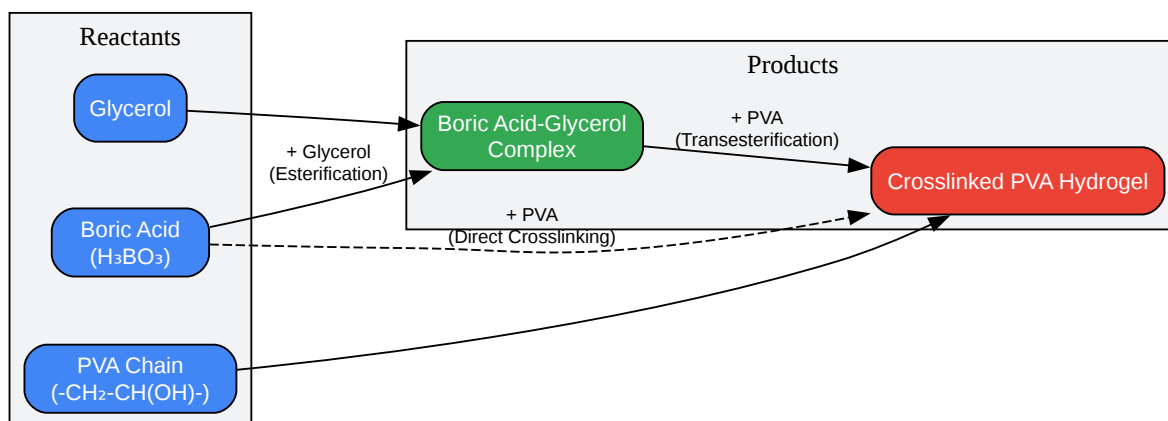 Reactants
Glycerol
Boric Acid
(H₃BO₃)
PVA Chain
(-CH₂-CH(OH)-)
+ Glycerol
(Esterification)
Products
Boric Acid-Glycerol
Complex
+ PVA
(Transesterification)
Crosslinked PVA Hydrogel
+ PVA
(Direct Crosslinking)